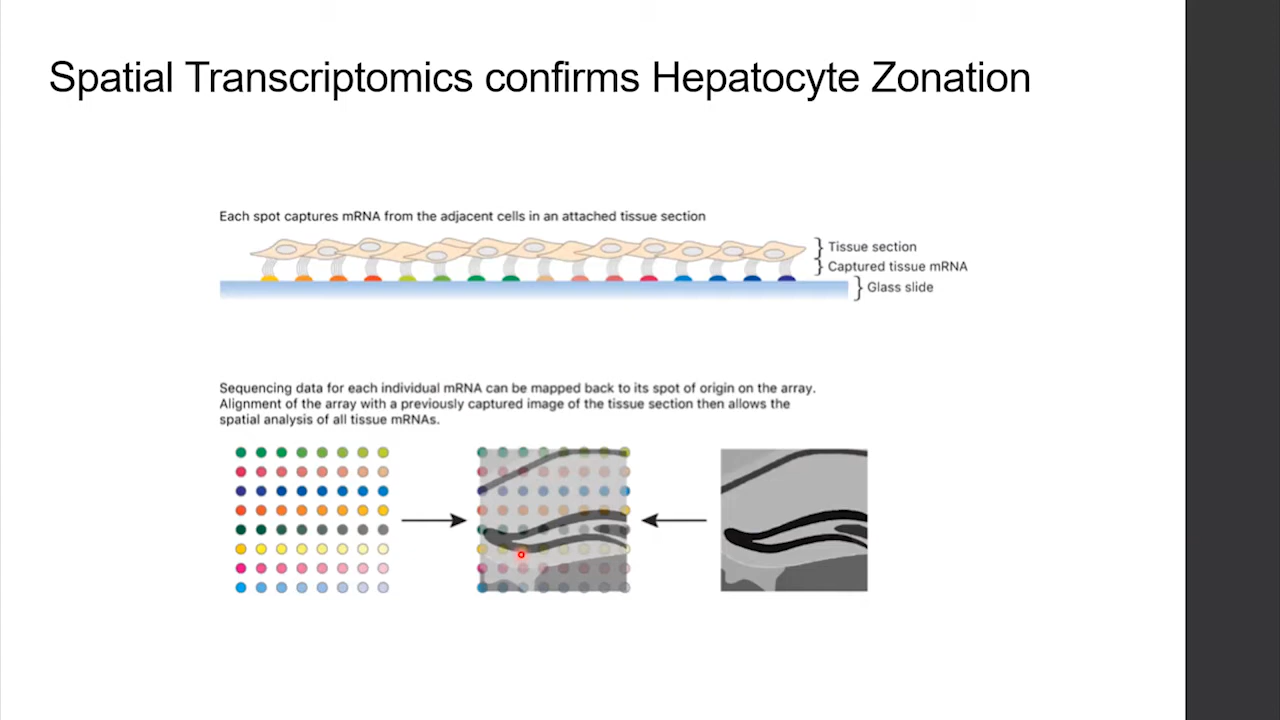 Spatial Transcriptomics confirms Hepatocyte Zonation
Each spot captures mRNA from the adjacent cells in an attached tissue section
Tissue section
Captured tissue mRNA
Glass slide
Sequencing data for each individual mRNA can be mapped back to its spot of origin on the array.
Alignment of the array with a previously captured image of the tissue section then allows the
spatial analysis of all tissue mRNAs.